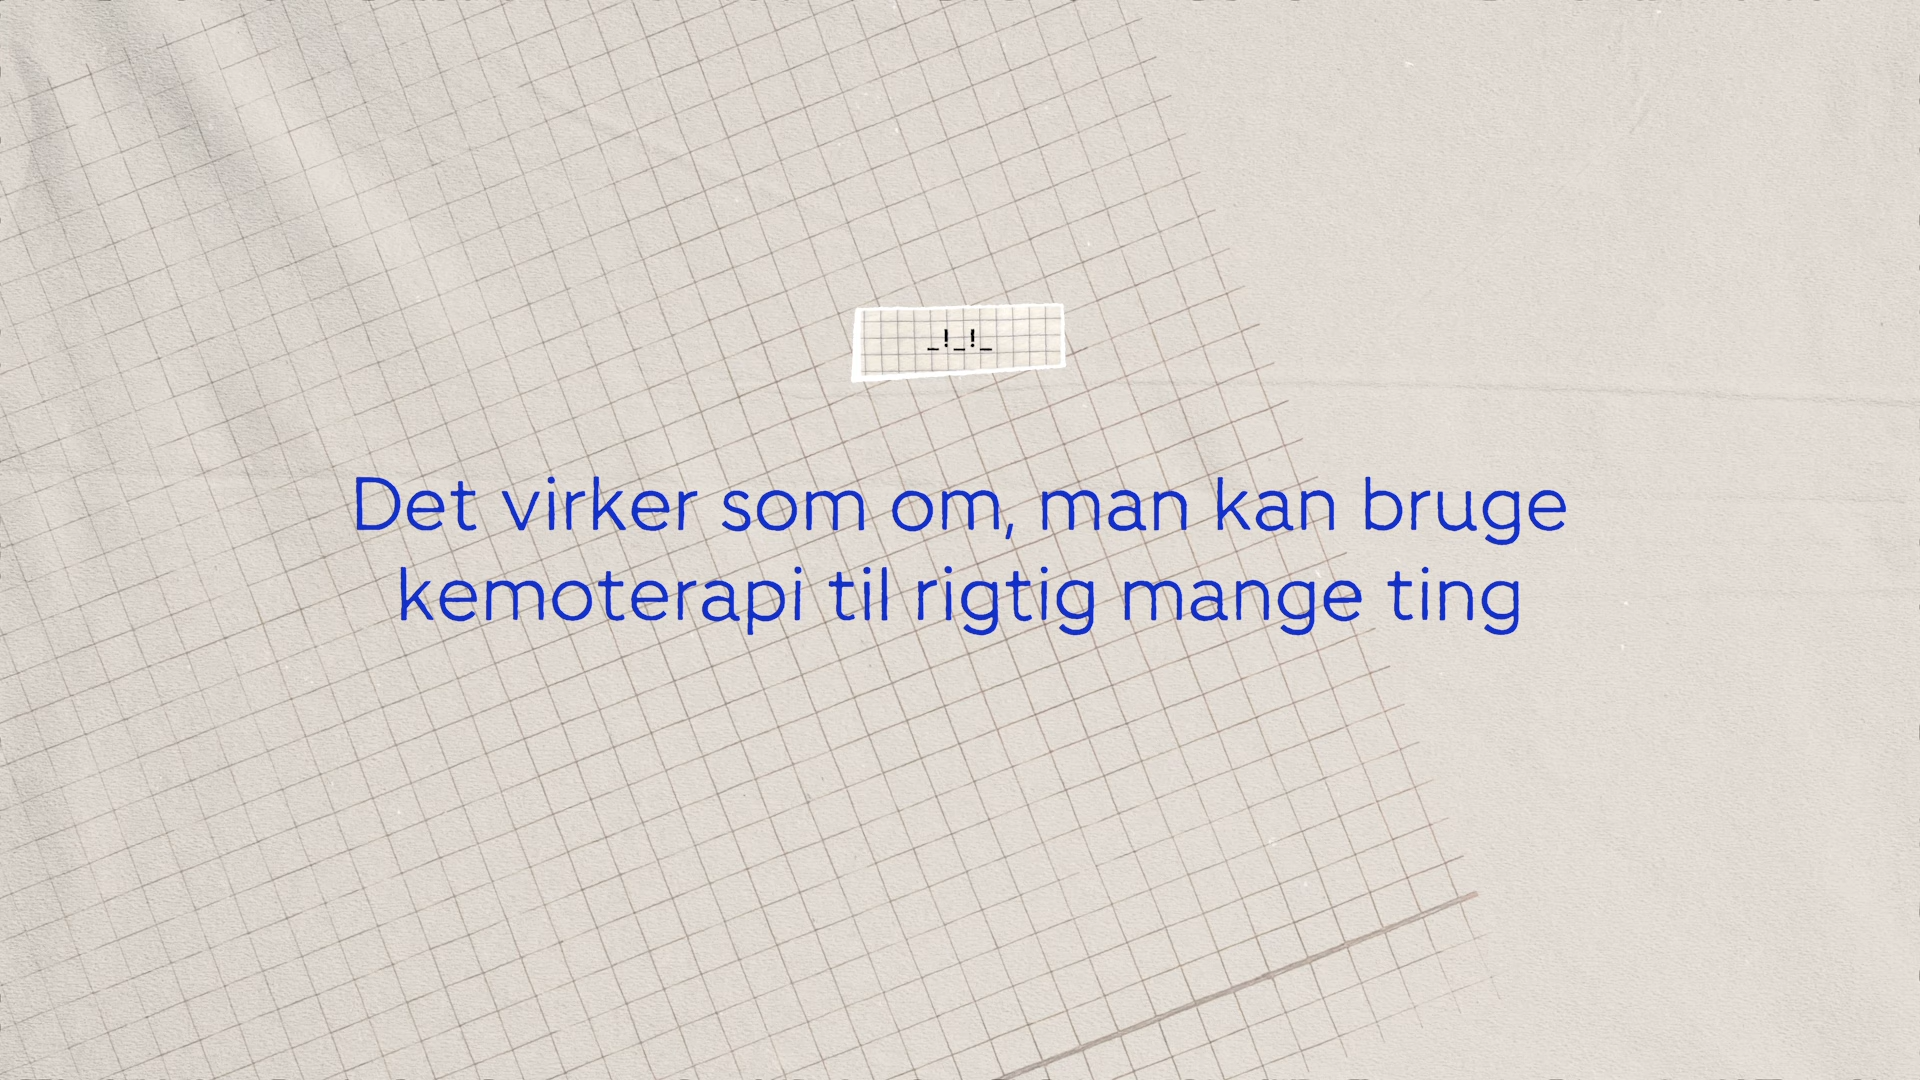 _!_!_
Det virker som om, man kan bruge
kemoterapi til rigtig mange ting